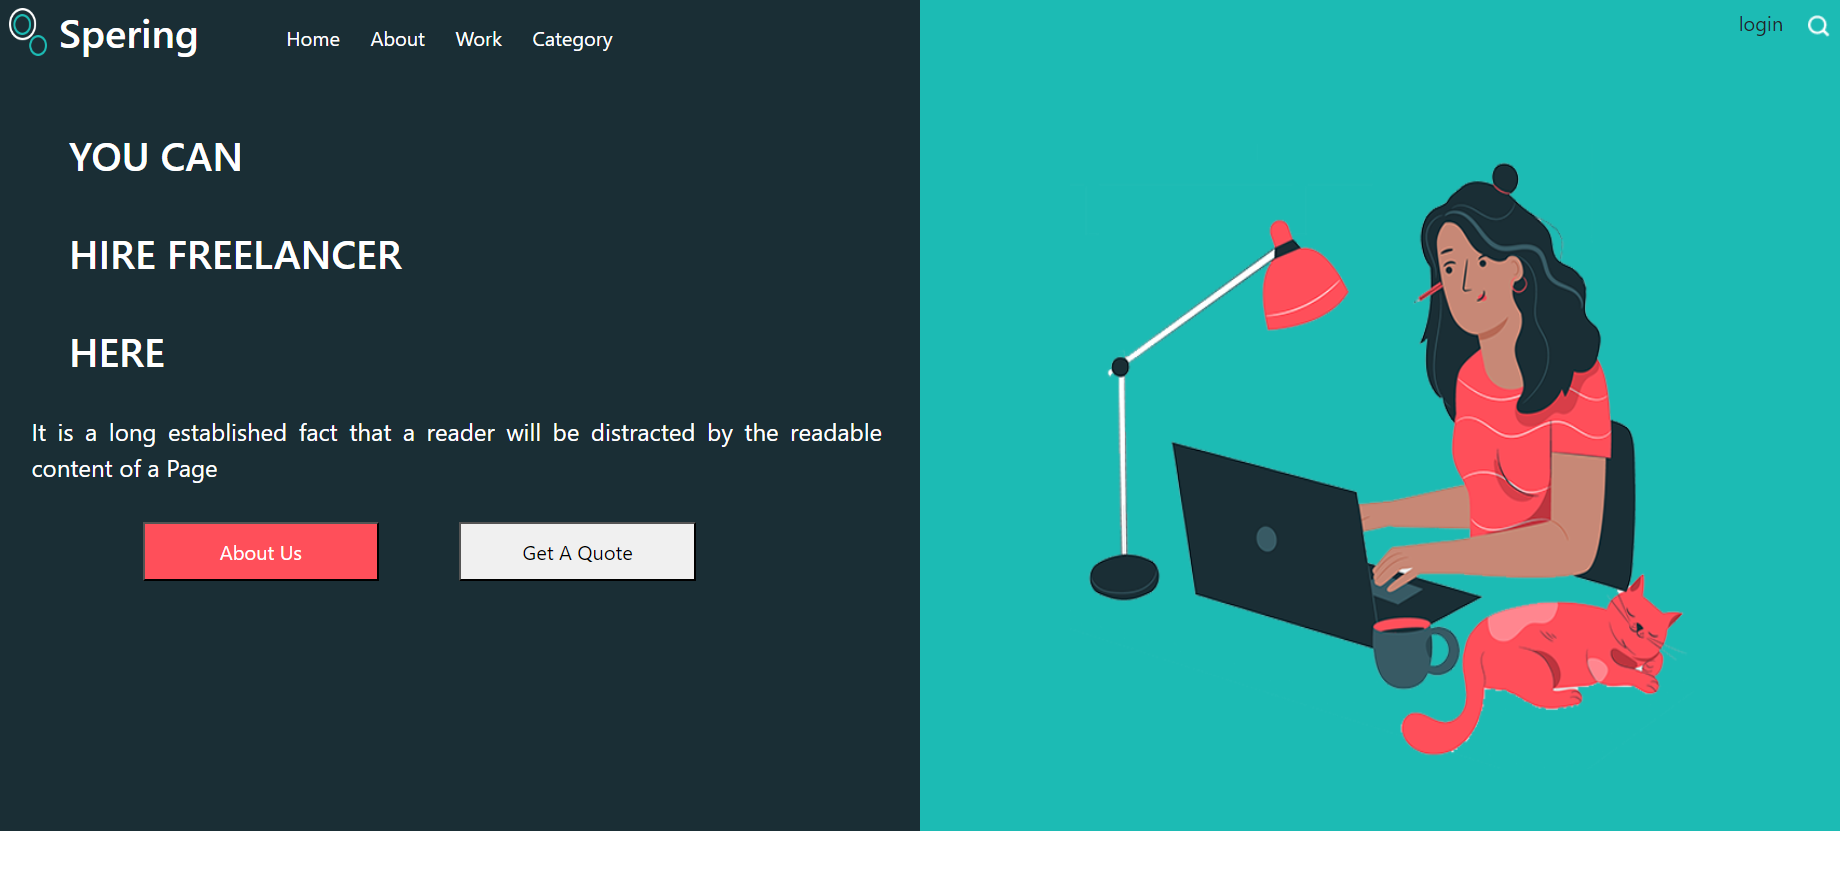 Spering
Home About Work Category
login
YOU CAN
HIRE FREELANCER
HERE
It is a long established fact that a reader will be distracted by the readable
content of a Page
About Us
Get A Quote